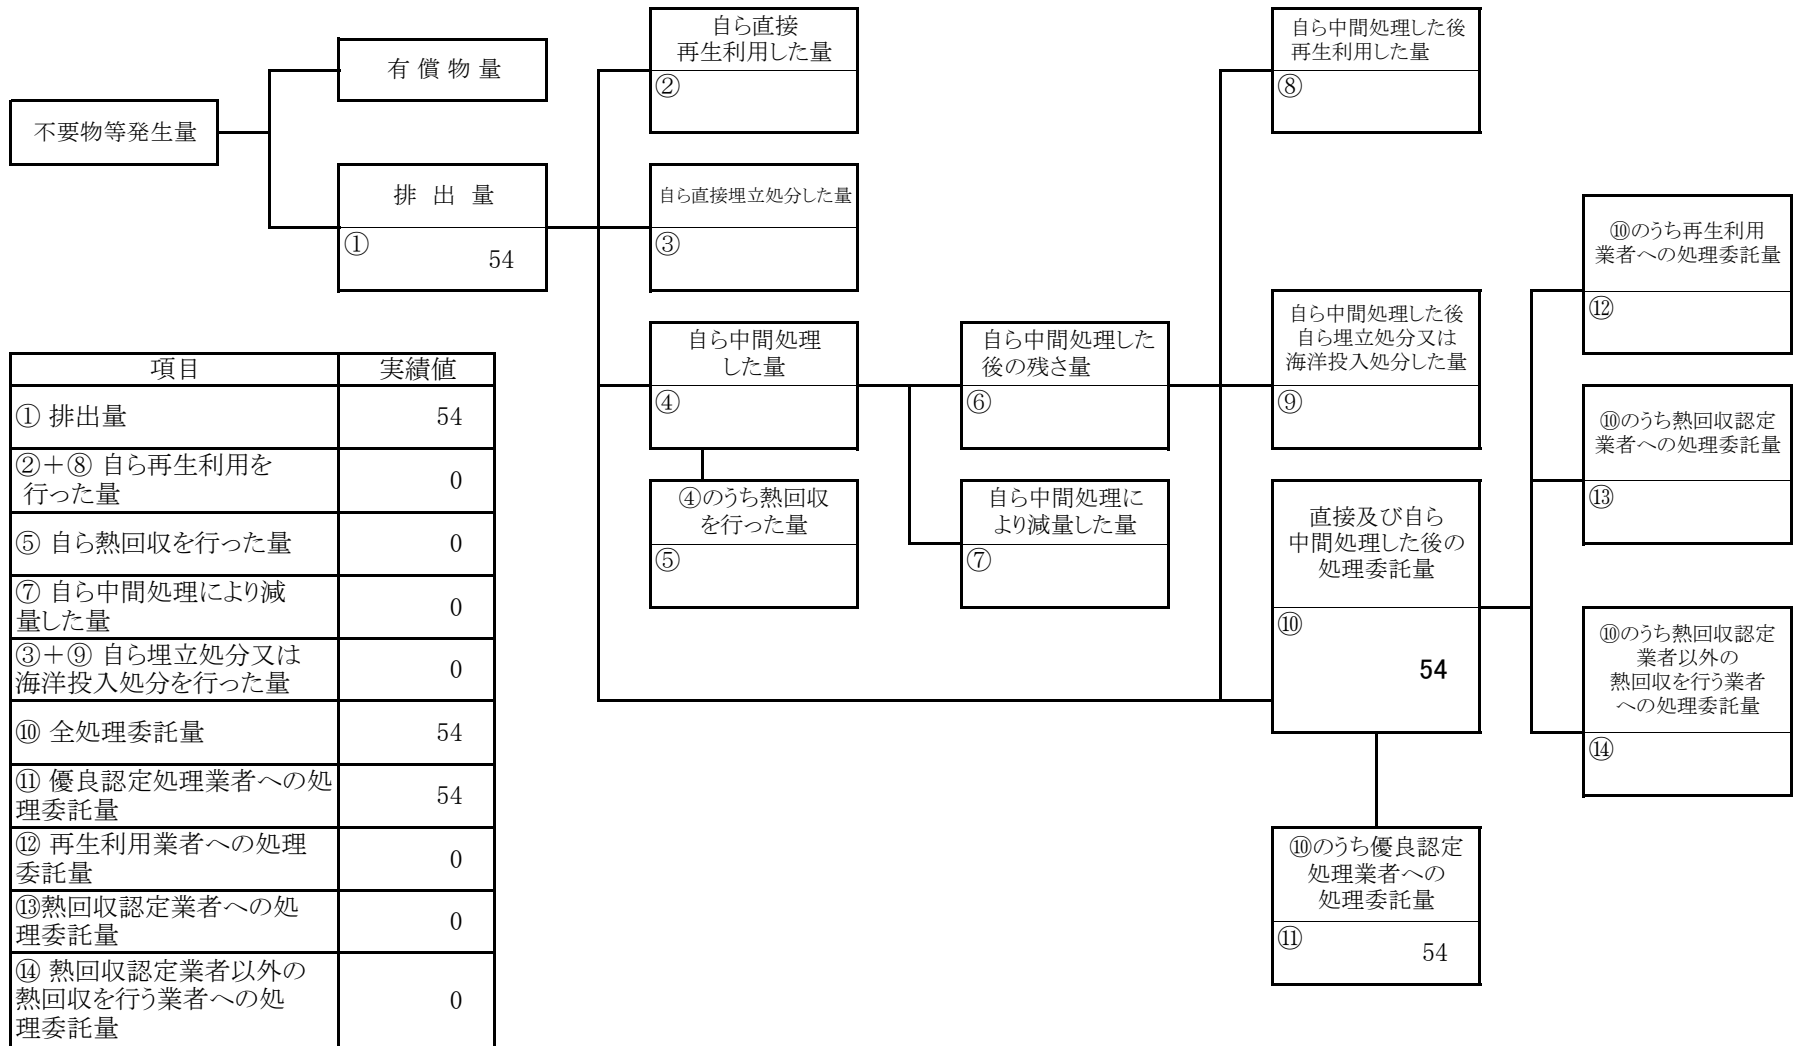 不要物等発生量
有償物量
排出量
①
54
自ら直接
再生利用した量
②
自ら直接埋立処分した量
③
自ら中間処理
した量
④
④のうち熱回収
を行った量
⑤
自ら中間処理した
後の残さ量
⑥
自ら中間処理に
より減量した量
⑦
自ら中間処理した後
再生利用した量
⑧
自ら中間処理した後
自ら埋立処分又は
海洋投入処分した量
⑨
直接及び自ら
中間処理した後の
処理委託量
⑩
54
⑩のうち優良認定
処理業者への
処理委託量
⑪
54
⑩のうち再生利用
業者への処理委託量
⑫
⑩のうち熱回収認定
業者への処理委託量
⑬
⑩のうち熱回収認定
業者以外の
熱回収を行う業者
への処理委託量
⑭
項目 実績値
① 排出量 54
②+⑧ 自ら再生利用を
行った量 0
⑤ 自ら熱回収を行った量 0
⑦ 自ら中間処理により減
量した量 0
③+⑨ 自ら埋立処分又は
海洋投入処分を行った量 0
⑩ 全処理委託量 54
⑪ 優良認定処理業者への処
理委託量 54
⑫ 再生利用業者への処理
委託量 0
⑬熱回収認定業者への処
理委託量 0
⑭ 熱回収認定業者以外の
熱回収を行う業者への処
理委託量 0